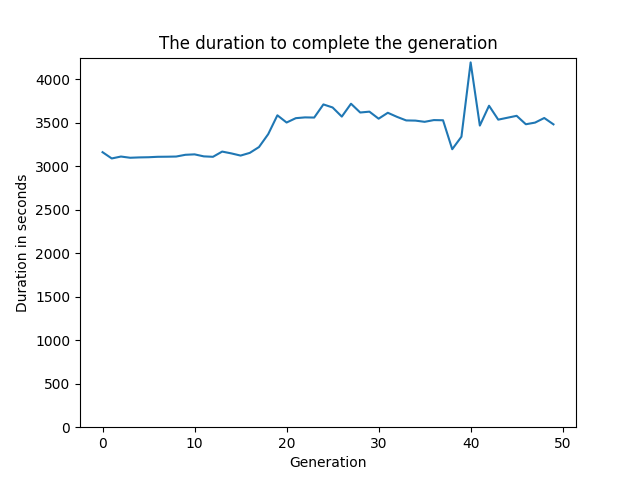 The duration to complete the generation
4000
3500
3000
2500
2000
1500
1000
500
0
Duration in seconds
0 10 20 30 40 50
Generation